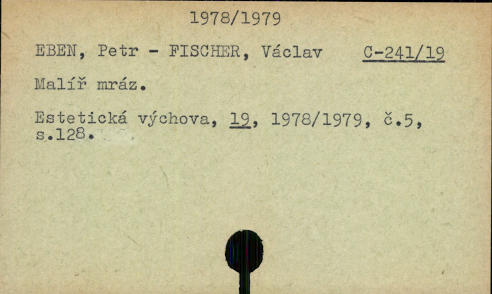 1978/1979
EBEN, Petr - FISCHER, Václav C-241/19
Malíř mráz.
Estetická výchova, 19, 1978/1979, č.5,
s.128.